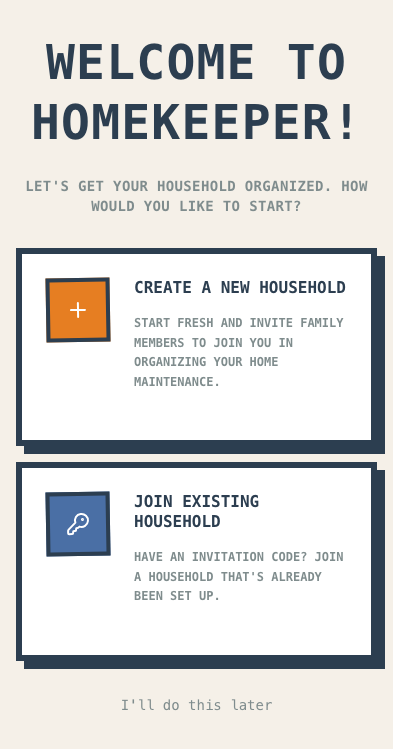 WELCOME TO
HOMEKEEPER!
LET'S GET YOUR HOUSEHOLD ORGANIZED. HOW
WOULD YOU LIKE TO START?
CREATE A NEW HOUSEHOLD
START FRESH AND INVITE FAMILY
MEMBERS TO JOIN YOU IN
ORGANIZING YOUR HOME
MAINTENANCE.
JOIN EXISTING
HOUSEHOLD
HAVE AN INVITATION CODE? JOIN
A HOUSEHOLD THAT'S ALREADY
BEEN SET UP.
I'll do this later